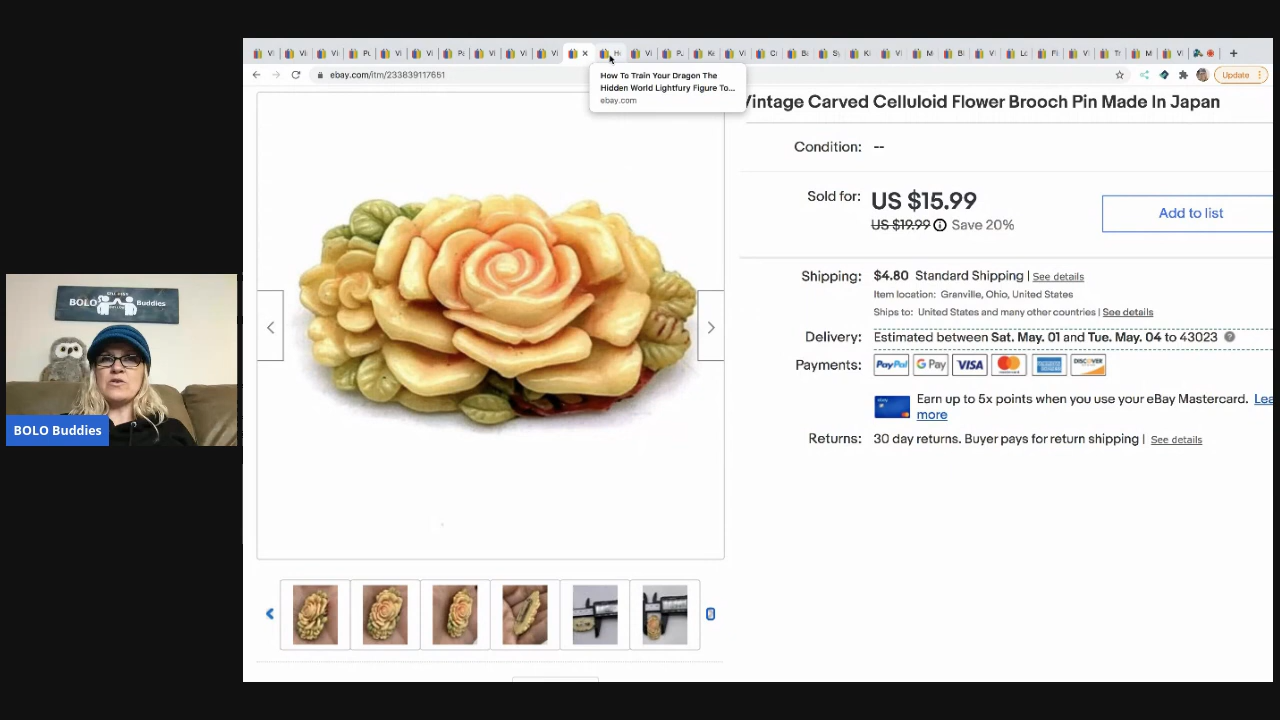 ebay.com/itm/233839117651
Update
How To Train Your Dragon The
Hidden World Lightfury Figure To...
ebay.com
Vintage Carved Celluloid Flower Brooch Pin Made In Japan
Condition: --
Sold for: US $15.99
US $19.99 Save 20%
Add to list
Shipping: $4.80 Standard Shipping | See details
Item location: Granville, Ohio, United States
Ships to: United States and many other countries | See details
Delivery: Estimated between Sat. May. 01 and Tue. May. 04 to 43023
Payments: PayPal G Pay VISA mastercard DISCOVER
Earn up to 5x points when you use your eBay Mastercard. Lea
more
Returns: 30 day returns. Buyer pays for return shipping | See details
BOLO Buddies
BOLO Buddies